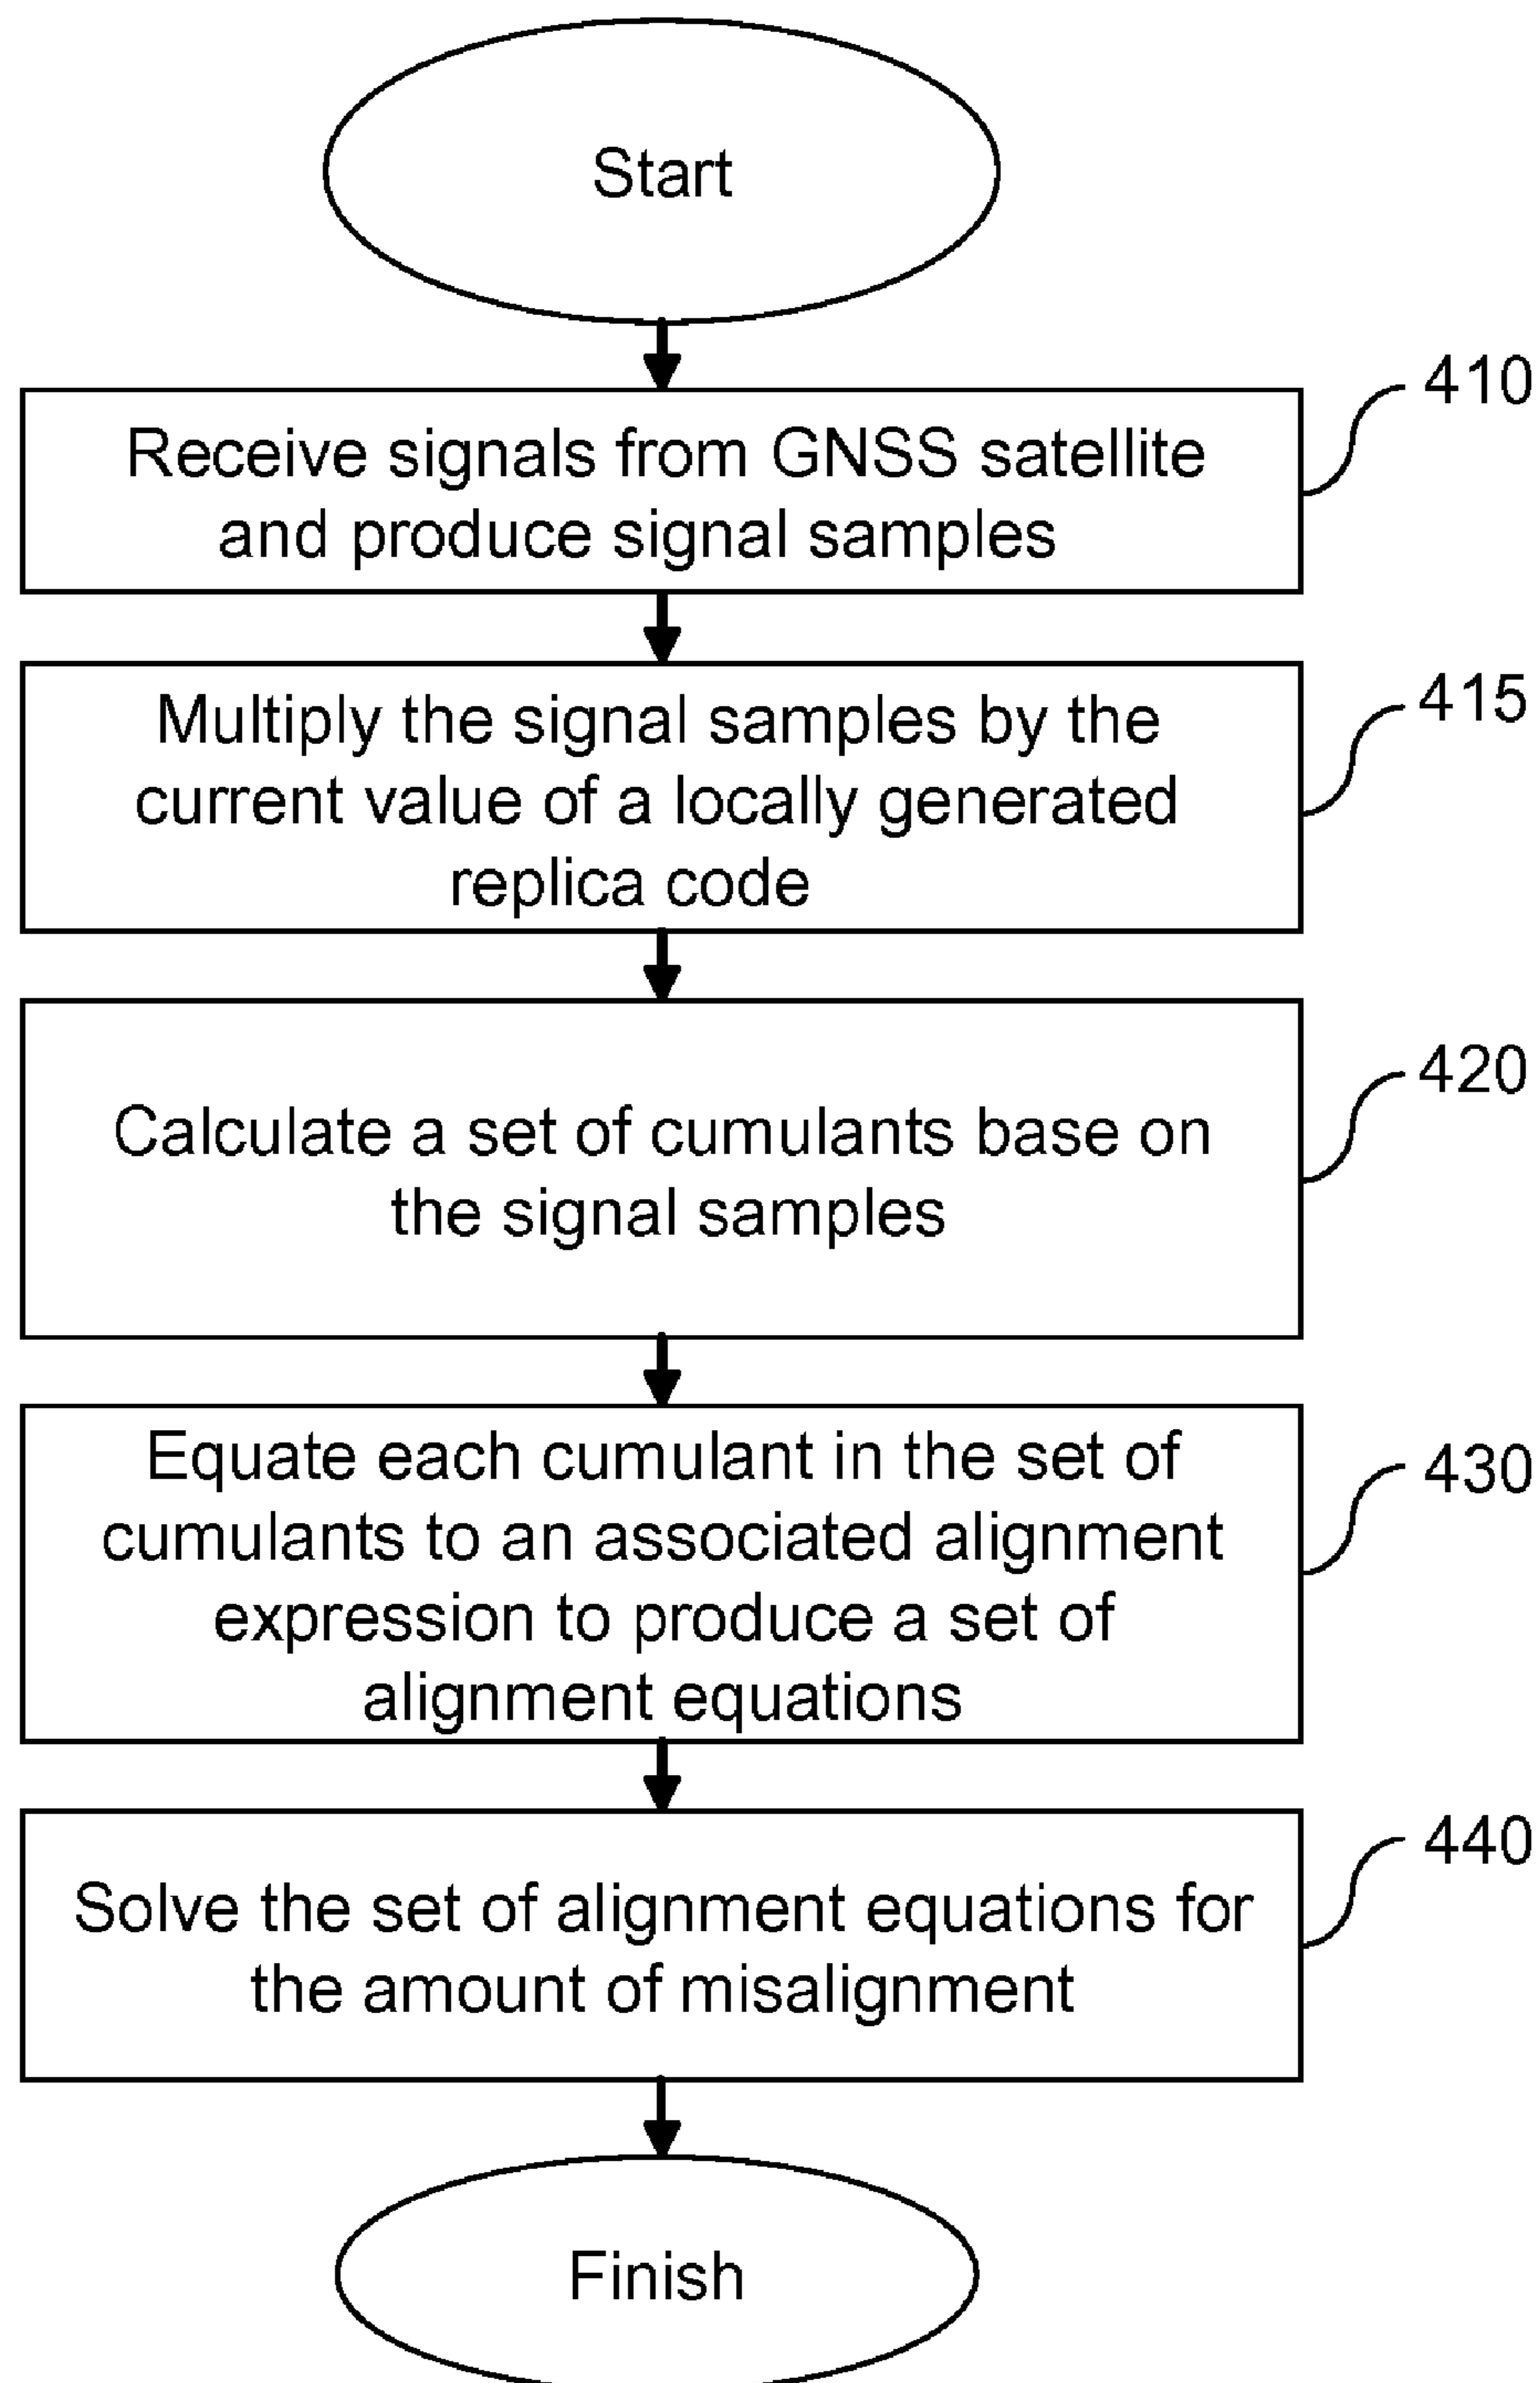 Start
410
Receive signals from GNSS satellite
and produce signal samples
415
Multiply the signal samples by the
current value of a locally generated
replica code
420
Calculate a set of cumulants base on
the signal samples
430
Equate each cumulant in the set of
cumulants to an associated alignment
expression to produce a set of
alignment equations
440
Solve the set of alignment equations for
the amount of misalignment
Finish